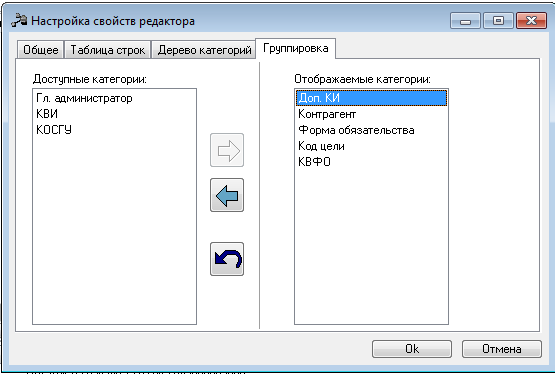 Настройка свойств редактора
Общее Таблица строк Дерево категорий Группировка
Доступные категории:
Гл. администратор
КВИ
КОСГУ
Отображаемые категории:
Доп. КИ
Контрагент
Форма обязательства
Код цели
КВФО
Ok Отмена